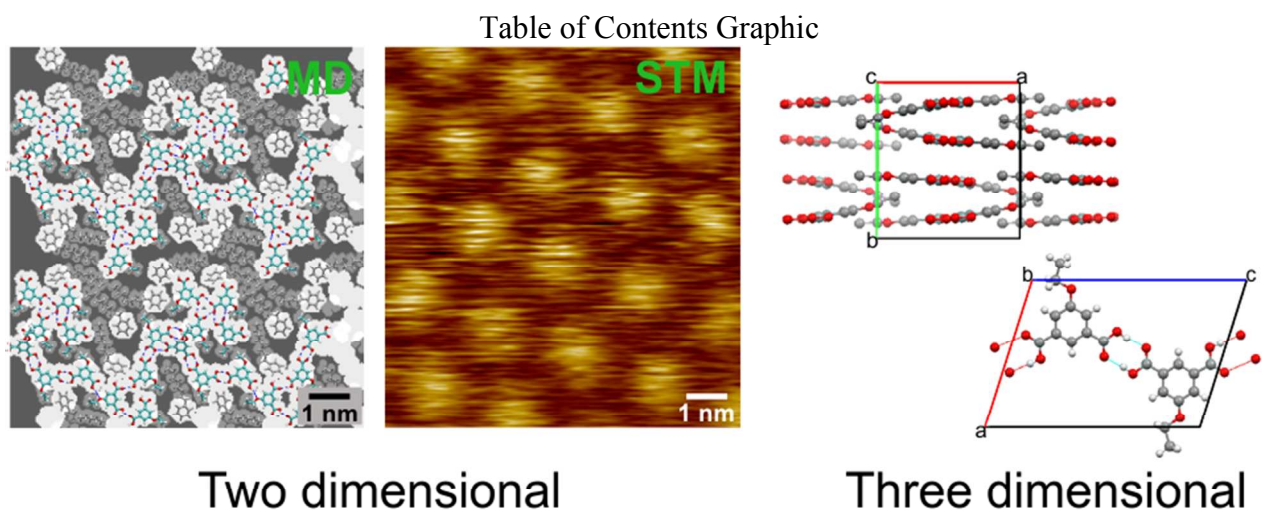 Table of Contents Graphic
MD
STM
1 nm
1 nm
c
a
b
b
c
a
Two dimensional
Three dimensional